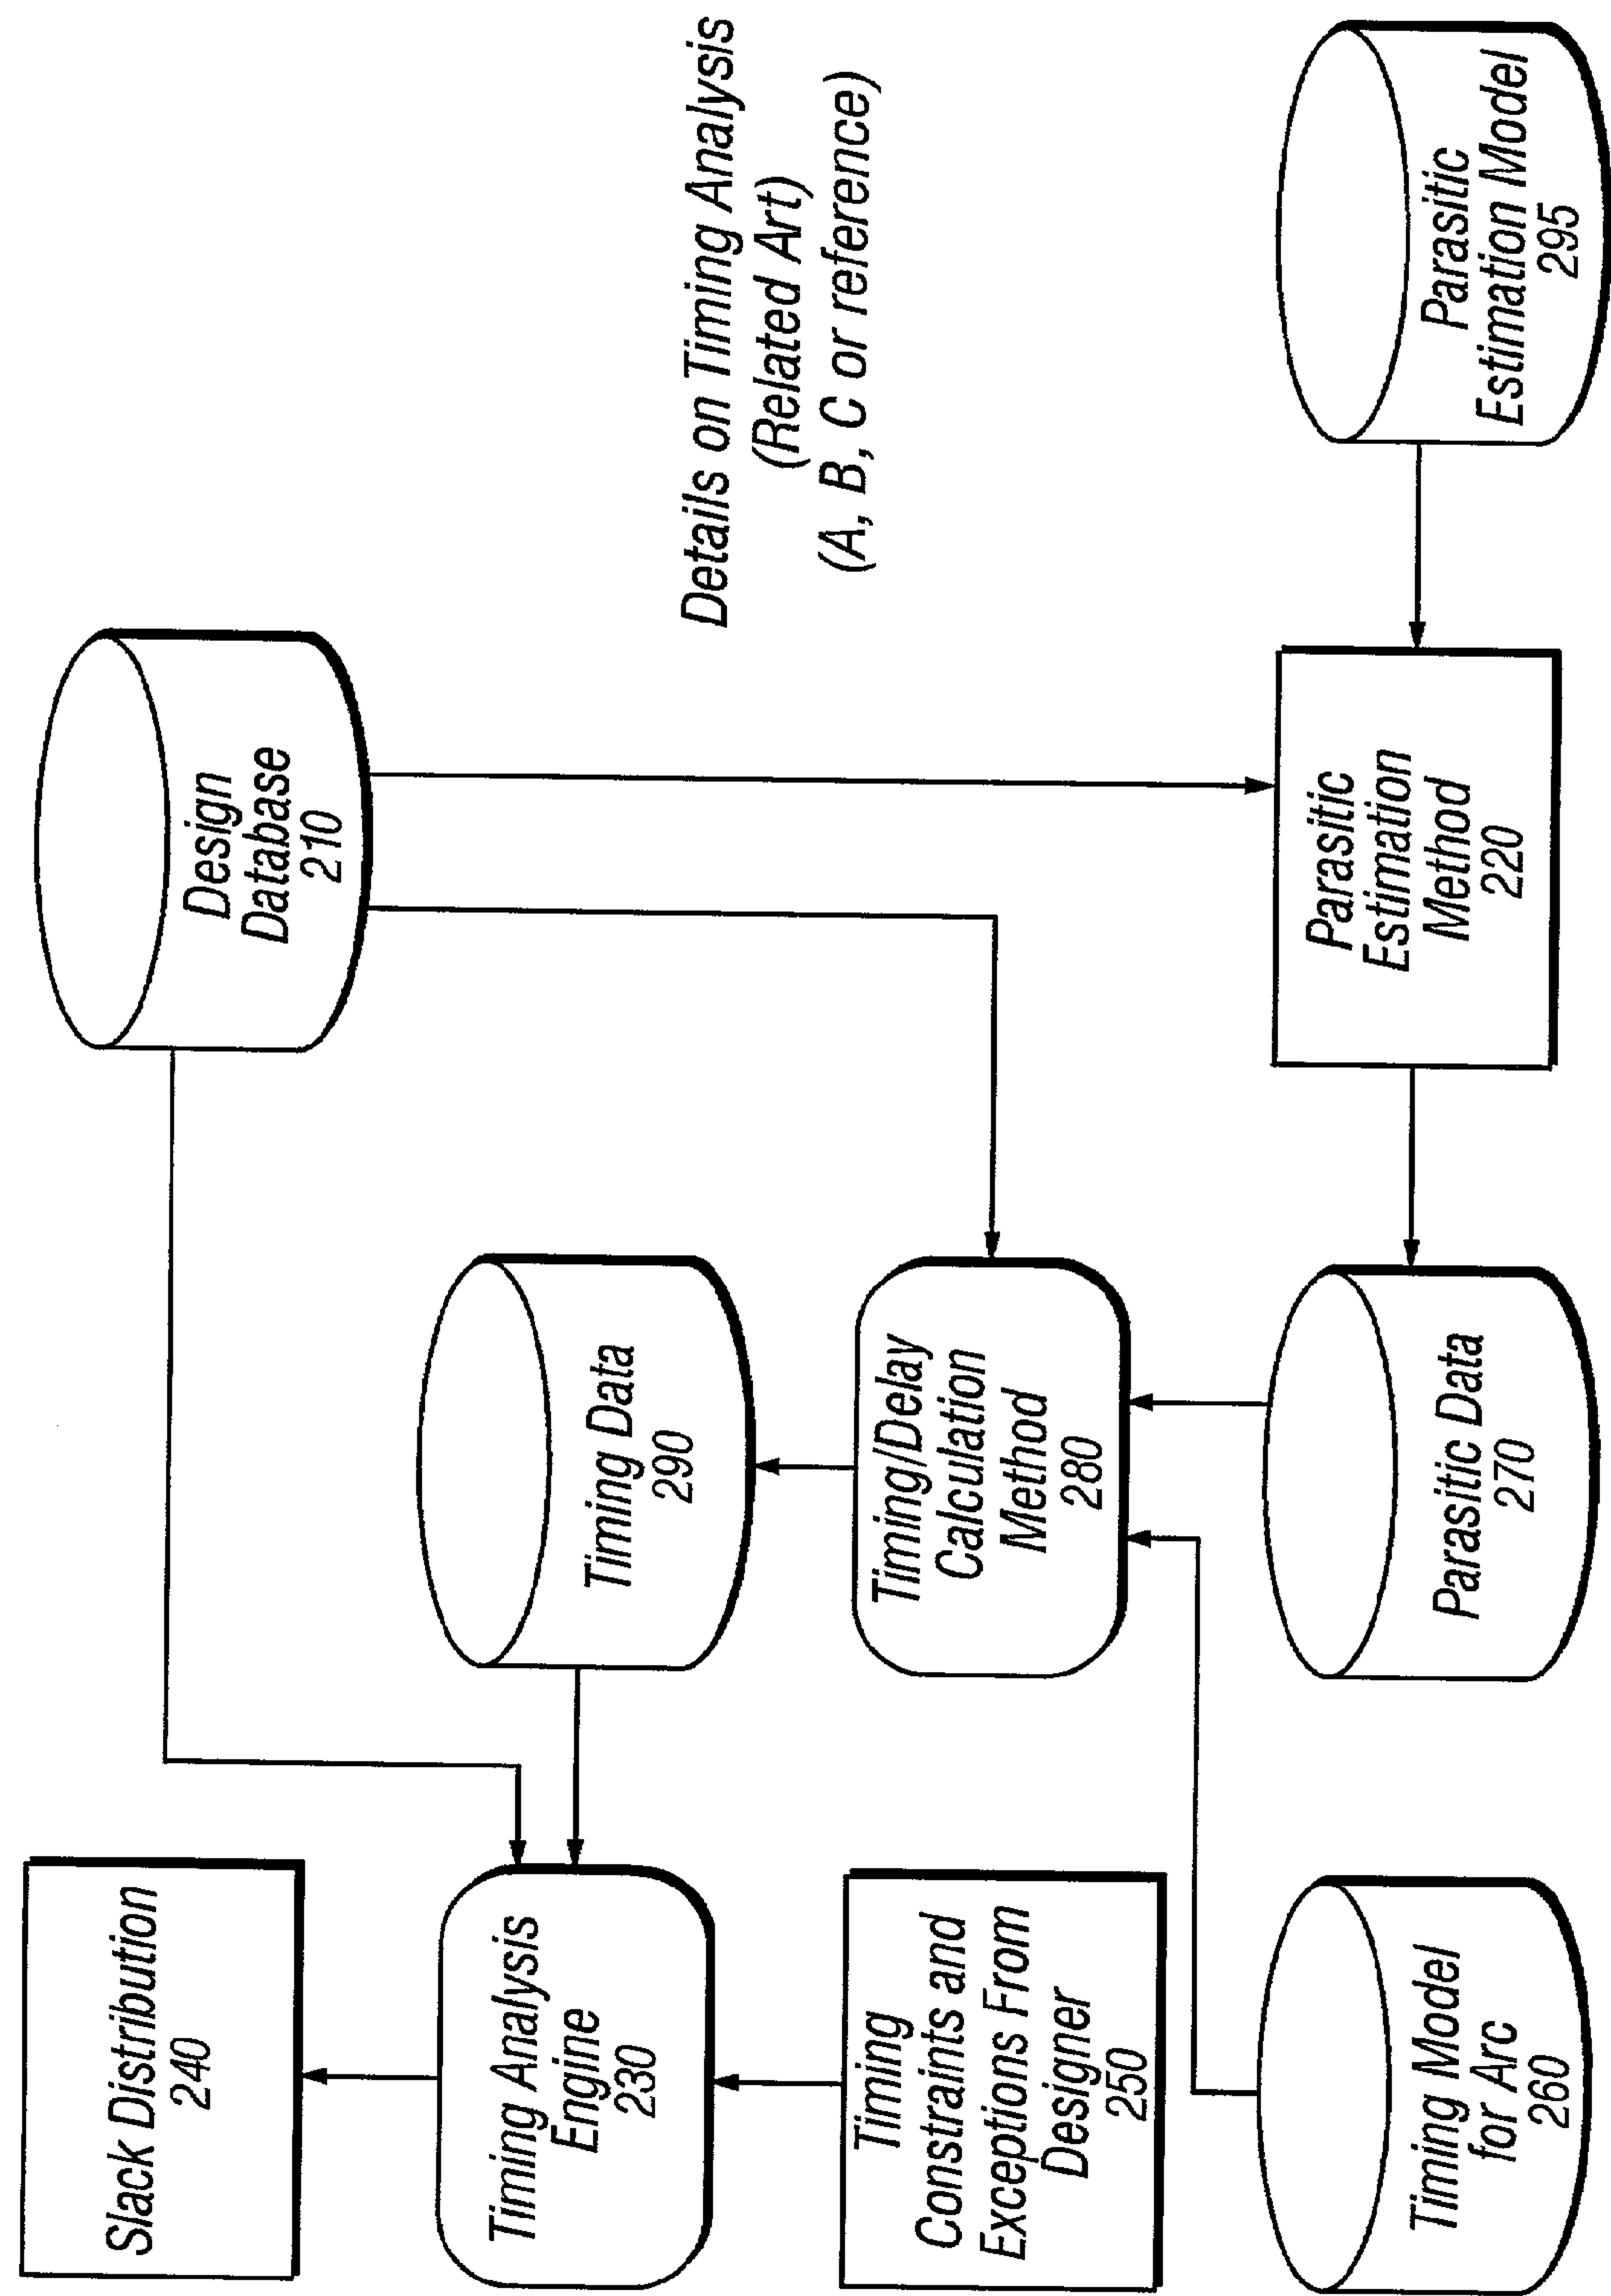 Slack Distribution
240
Timing Analysis
Engine
230
Timing
Constraints and
Exceptions From
Designer
250
Timing Model
for Arc
260
Timing Data
290
Timing/Delay
Calculation
Method
280
Parasitic Data
270
Design
Database
210
Parasitic
Estimation
Method
220
Details on Timing Analysis
(Related Art)
(A, B, C or reference)
Parasitic
Estimation Model
295